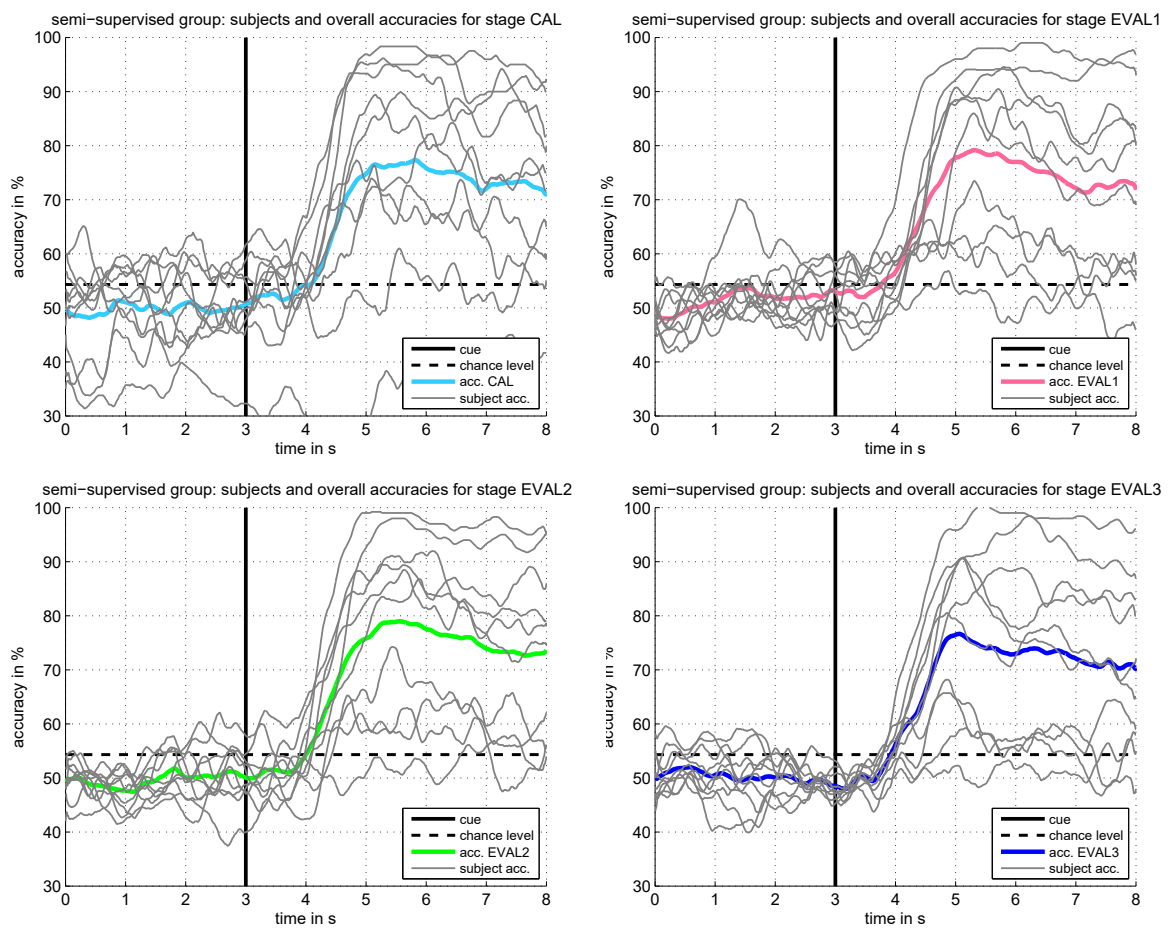 semi−supervised group: subjects and overall accuracies for stage CAL
100
90
80
70
60
50
40
30
accuracy in %
0 1 2 3 4 5 6 7 8
time in s
cue
chance level
acc. CAL
subject acc.
semi−supervised group: subjects and overall accuracies for stage EVAL1
100
90
80
70
60
50
40
30
accuracy in %
0 1 2 3 4 5 6 7 8
time in s
cue
chance level
acc. EVAL1
subject acc.
semi−supervised group: subjects and overall accuracies for stage EVAL2
100
90
80
70
60
50
40
30
accuracy in %
0 1 2 3 4 5 6 7 8
time in s
cue
chance level
acc. EVAL2
subject acc.
semi−supervised group: subjects and overall accuracies for stage EVAL3
100
90
80
70
60
50
40
30
accuracy in %
0 1 2 3 4 5 6 7 8
time in s
cue
chance level
acc. EVAL3
subject acc.